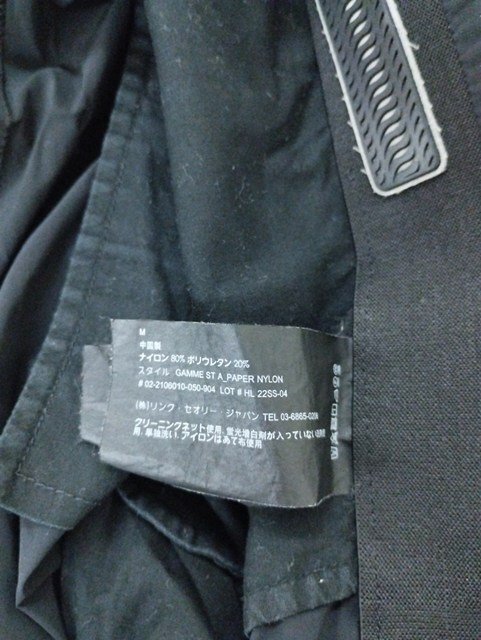 M
中国製
ナイロン 80% ポリウレタン 20%
スタイル GAMME ST A_PAPER NYLON
# 02-2106010-050-904 LOT # HL 22SS-04
(株)リンク・セオリー・ジャパン TEL 03-6865-0206
クリーニングネット使用, 蛍光増白剤が入っていない洗剤使
用, 単独洗い, アイロンはあて布使用